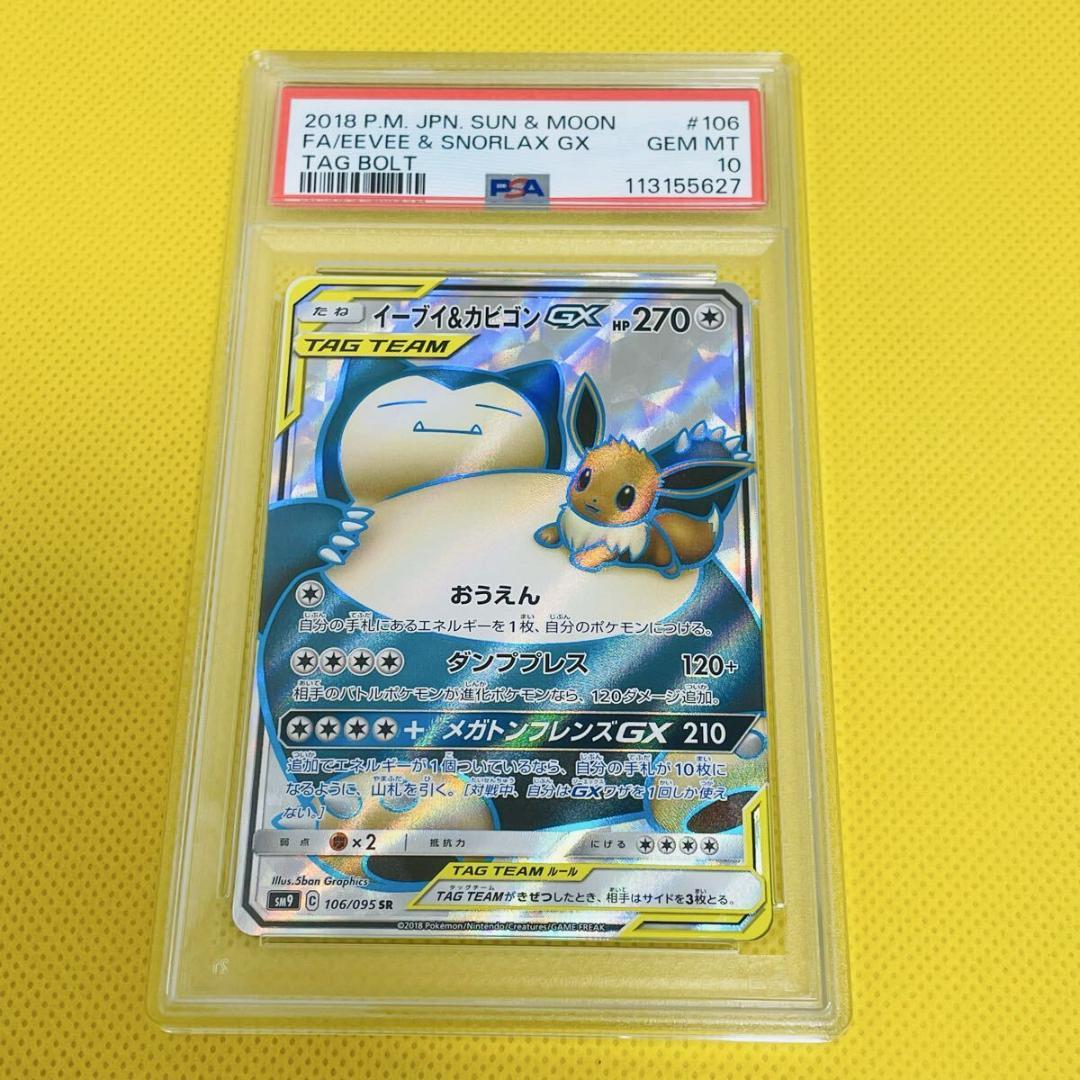 2018 P.M. JPN. SUN & MOON #106
FA/EEVEE & SNORLAX GX GEM MT
TAG BOLT 10
PSA 113155627
たね イーブイ&カビゴンGX HP270
TAG TEAM
おうえん
自分の手札にあるエネルギーを1枚、自分のポケモンにつける。
ダンププレス 120+
相手のバトルポケモンが進化ポケモンなら、120ダメージ追加。
+ メガトンフレンズGX 210
追加でエネルギーが1個ついているなら、自分の手札が10枚に
なるように、山札を引く。[対戦中、自分はGXワザを1回しか使え
ない。]
弱点 ×2 抵抗力 にげる
TAG TEAM ルール
Illus.5ban Graphics
TAG TEAMがきぜつしたとき、相手はサイドを3枚とる。
SM9 C 106/095 SR
©2018 Pokémon/Nintendo/Creatures/GAME FREAK